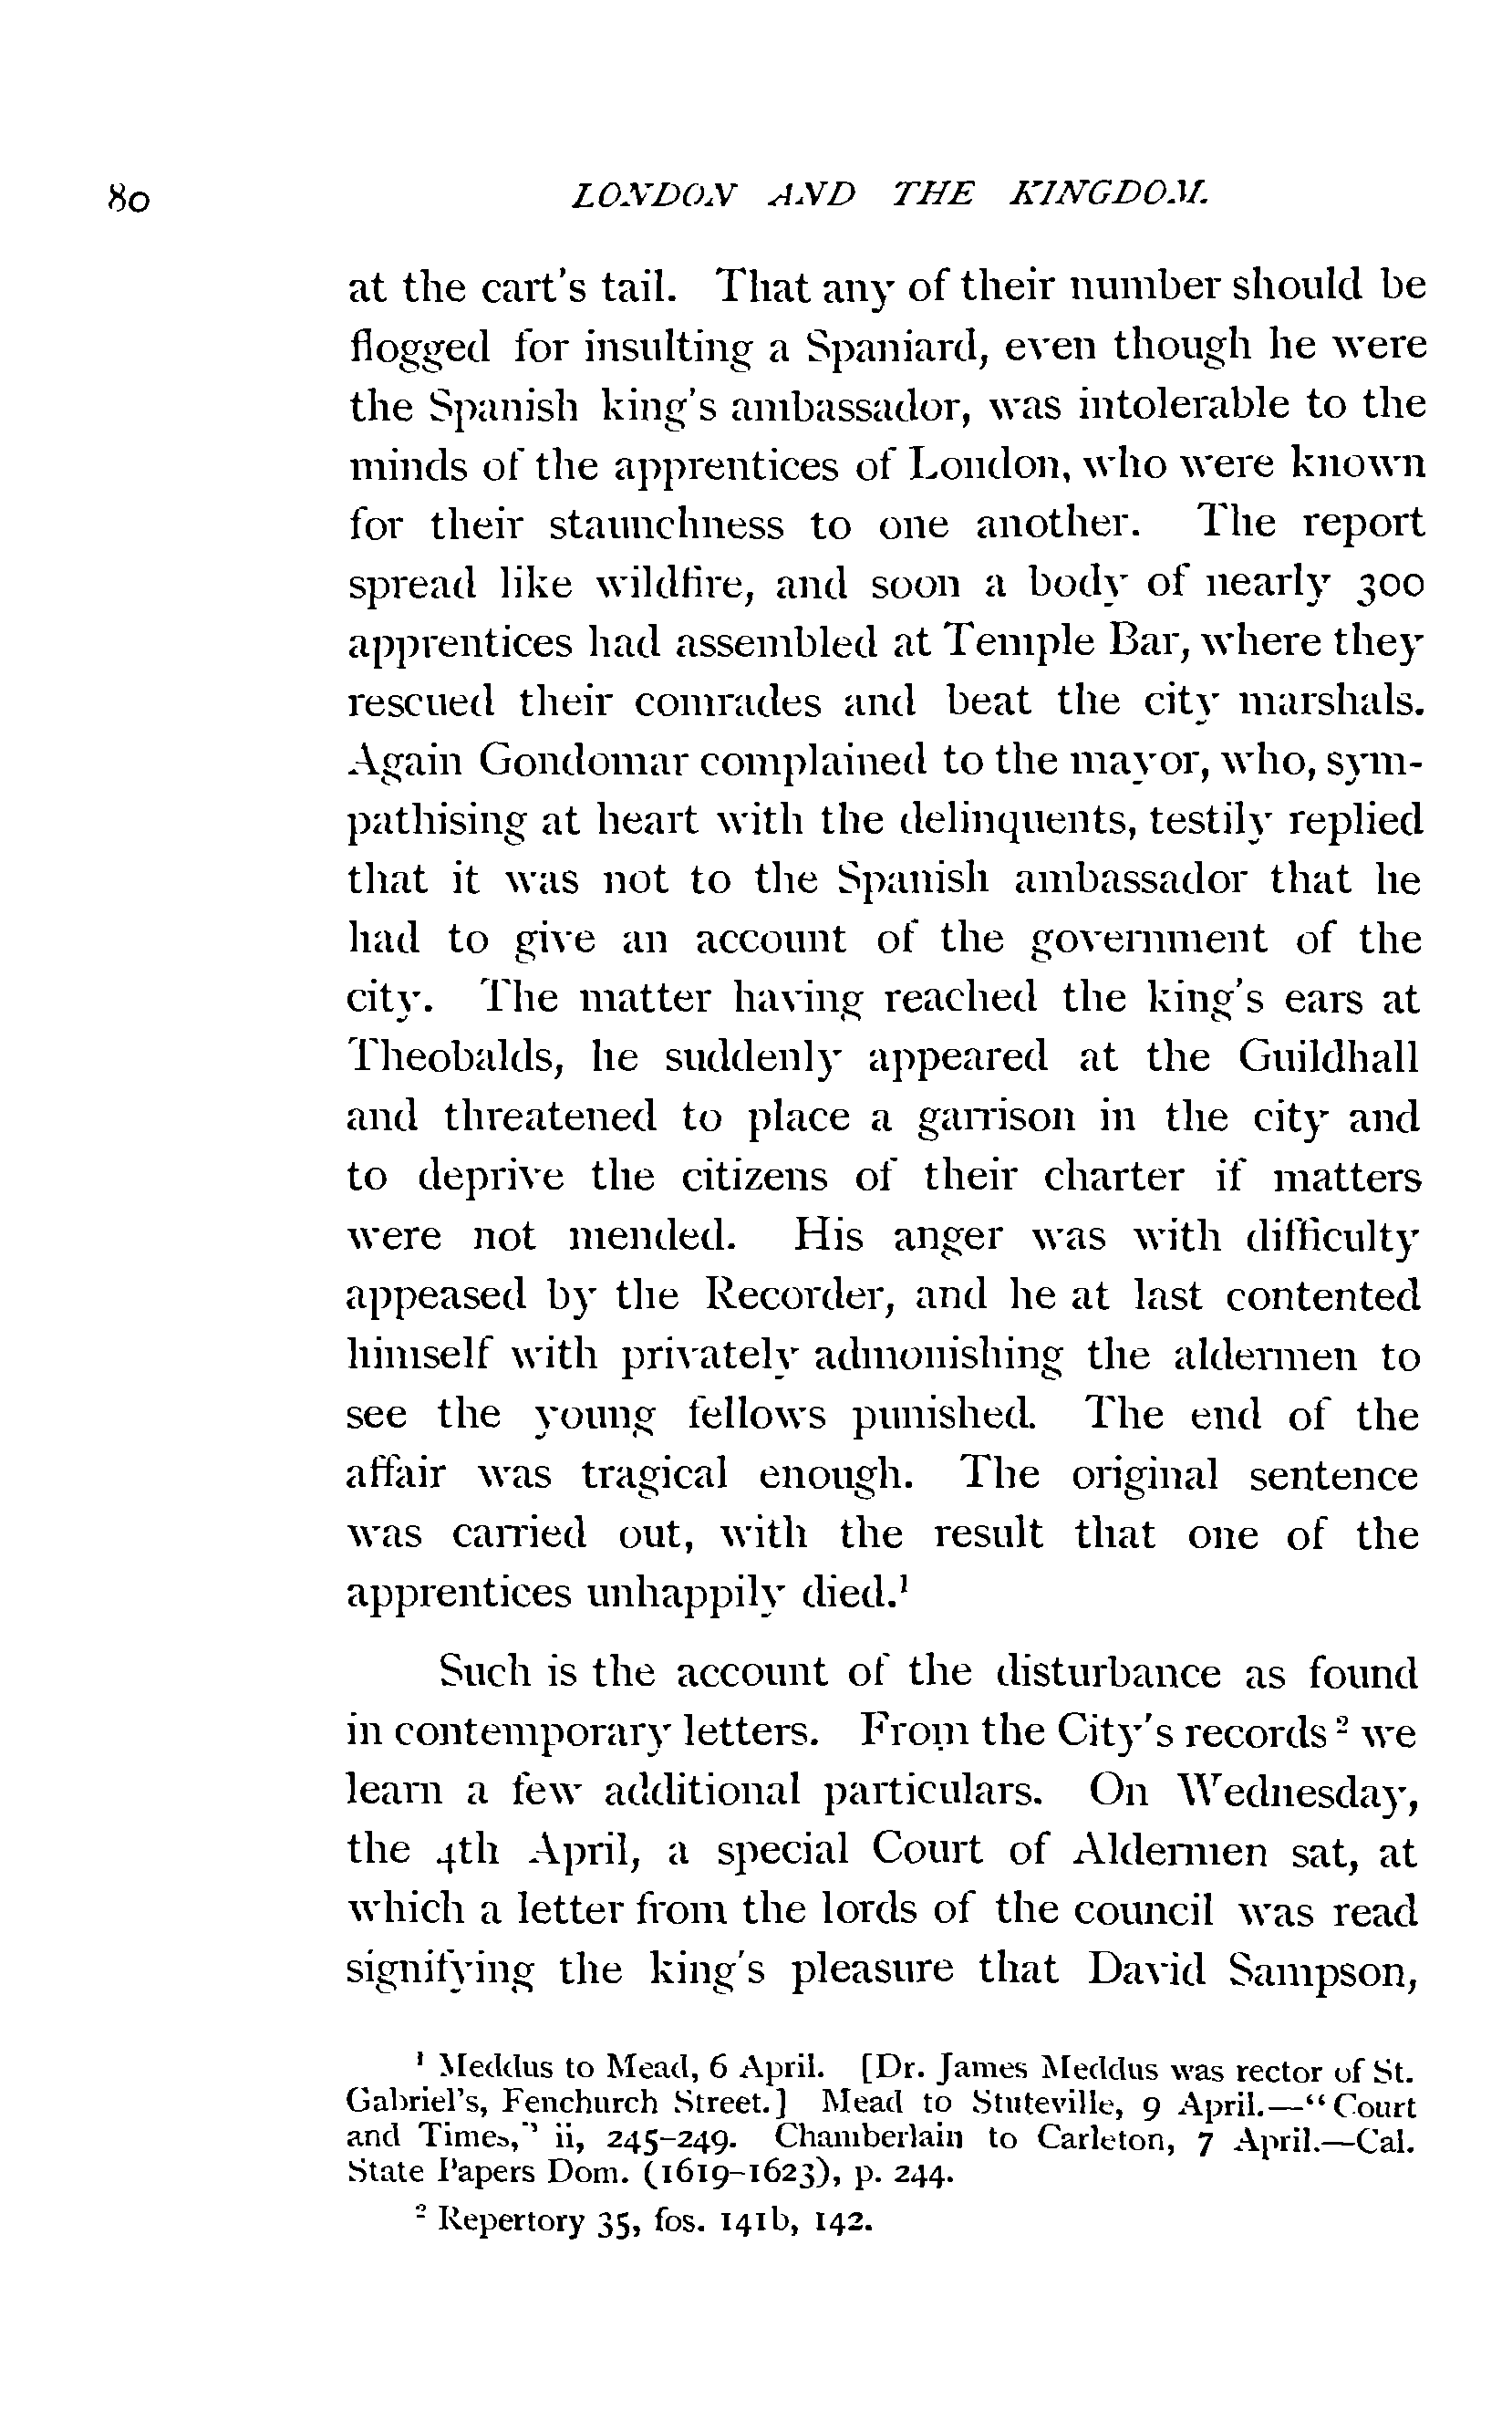 80 LONDON AND THE KINGDOM.
at the cart's tail. That any of their number should be
flogged for insulting a Spaniard, even though he were
the Spanish king's ambassador, was intolerable to the
minds of the apprentices of London, who were known
for their staunchness to one another. The report
spread like wildfire, and soon a body of nearly 300
apprentices had assembled at Temple Bar, where they
rescued their comrades and beat the city marshals.
Again Gondomar complained to the mayor, who, sym-
pathising at heart with the delinquents, testily replied
that it was not to the Spanish ambassador that he
had to give an account of the government of the
city. The matter having reached the king's ears at
Theobalds, he suddenly appeared at the Guildhall
and threatened to place a garrison in the city and
to deprive the citizens of their charter if matters
were not mended. His anger was with difficulty
appeased by the Recorder, and he at last contented
himself with privately admonishing the aldermen to
see the young fellows punished. The end of the
affair was tragical enough. The original sentence
was carried out, with the result that one of the
apprentices unhappily died.¹
Such is the account of the disturbance as found
in contemporary letters. From the City's records ² we
learn a few additional particulars. On Wednesday,
the 4th April, a special Court of Aldermen sat, at
which a letter from the lords of the council was read
signifying the king's pleasure that David Sampson,
¹ Meddus to Mead, 6 April. [Dr. James Meddus was rector of St.
Gabriel's, Fenchurch Street.] Mead to Stuteville, 9 April.—“Court
and Times,” ii, 245-249. Chamberlain to Carleton, 7 April.—Cal.
State Papers Dom. (1619-1623), p. 244.
² Repertory 35, fos. 141b, 142.